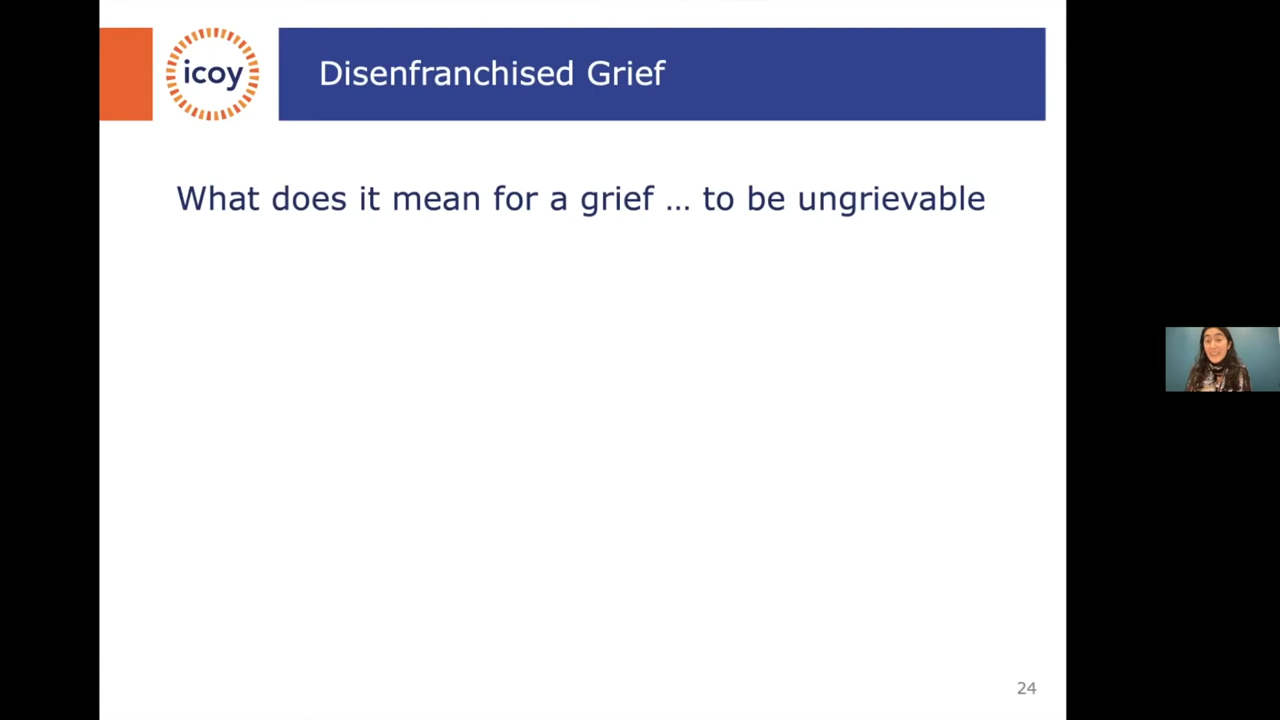 icoy
Disenfranchised Grief
What does it mean for a grief … to be ungrievable
24